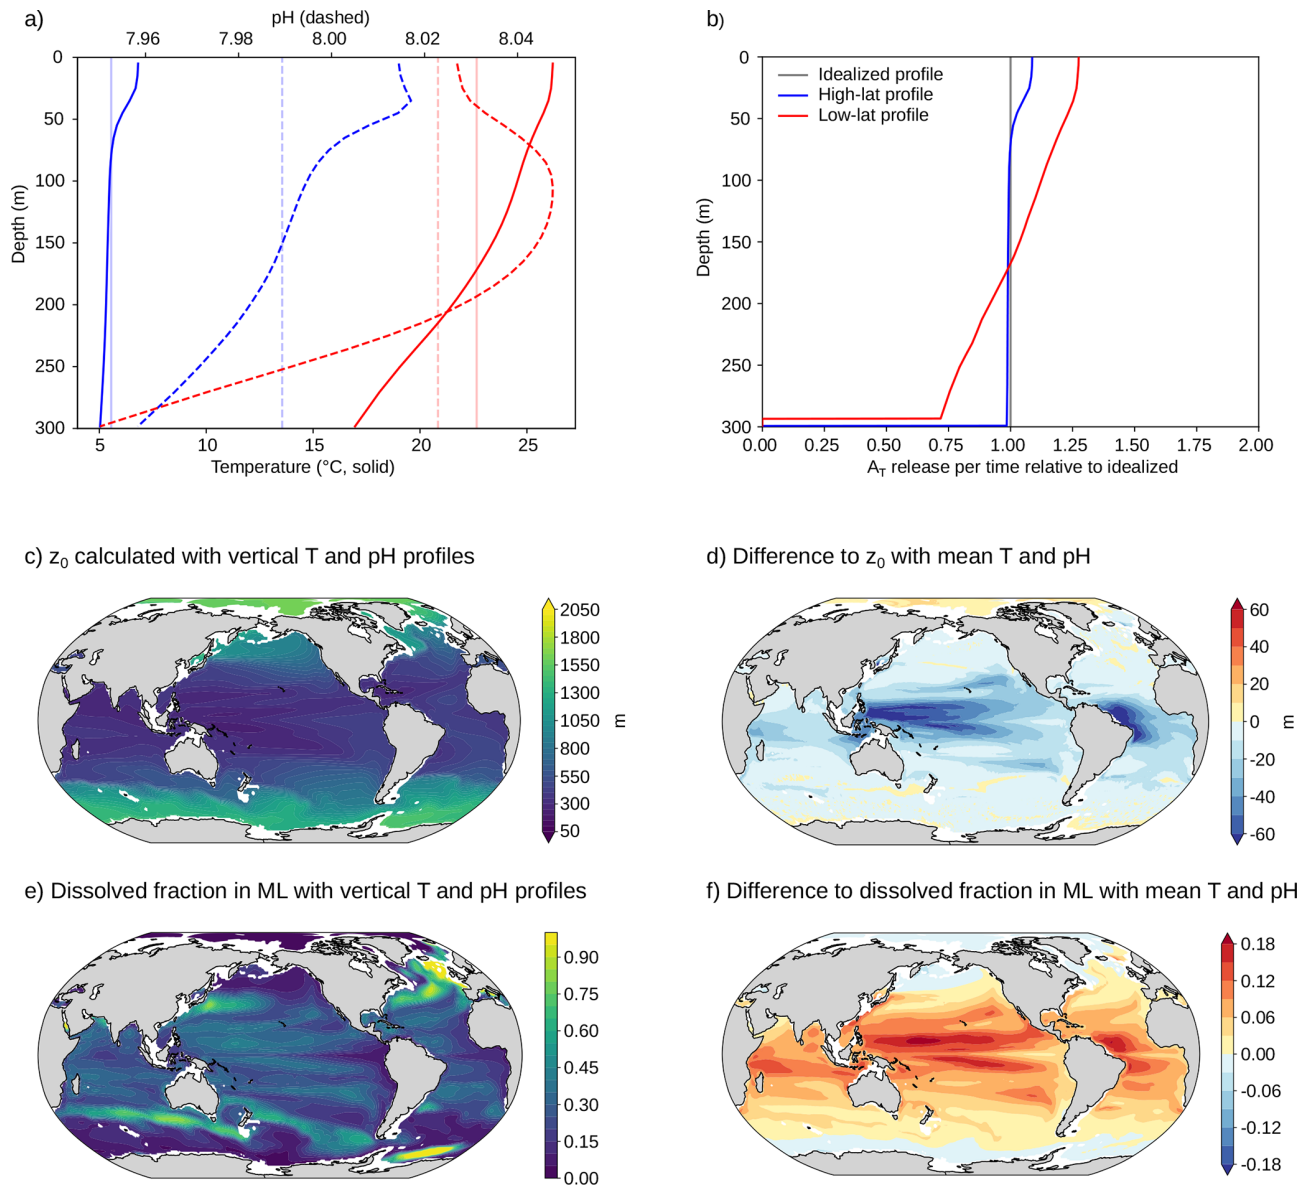 a)
pH (dashed)
7.96 7.98 8.00 8.02 8.04
0
50
100
150
200
250
300
Depth (m)
5 10 15 20 25
Temperature (°C, solid)
b)
Idealized profile
High-lat profile
Low-lat profile
0
50
100
150
200
250
300
Depth (m)
0.00 0.25 0.50 0.75 1.00 1.25 1.50 1.75 2.00
A_T release per time relative to idealized
c) z₀ calculated with vertical T and pH profiles
2050
1800
1550
1300
1050
800
550
300
50
m
d) Difference to z₀ with mean T and pH
60
40
20
0
-20
-40
-60
m
e) Dissolved fraction in ML with vertical T and pH profiles
0.90
0.75
0.60
0.45
0.30
0.15
0.00
f) Difference to dissolved fraction in ML with mean T and pH
0.18
0.12
0.06
0.00
-0.06
-0.12
-0.18